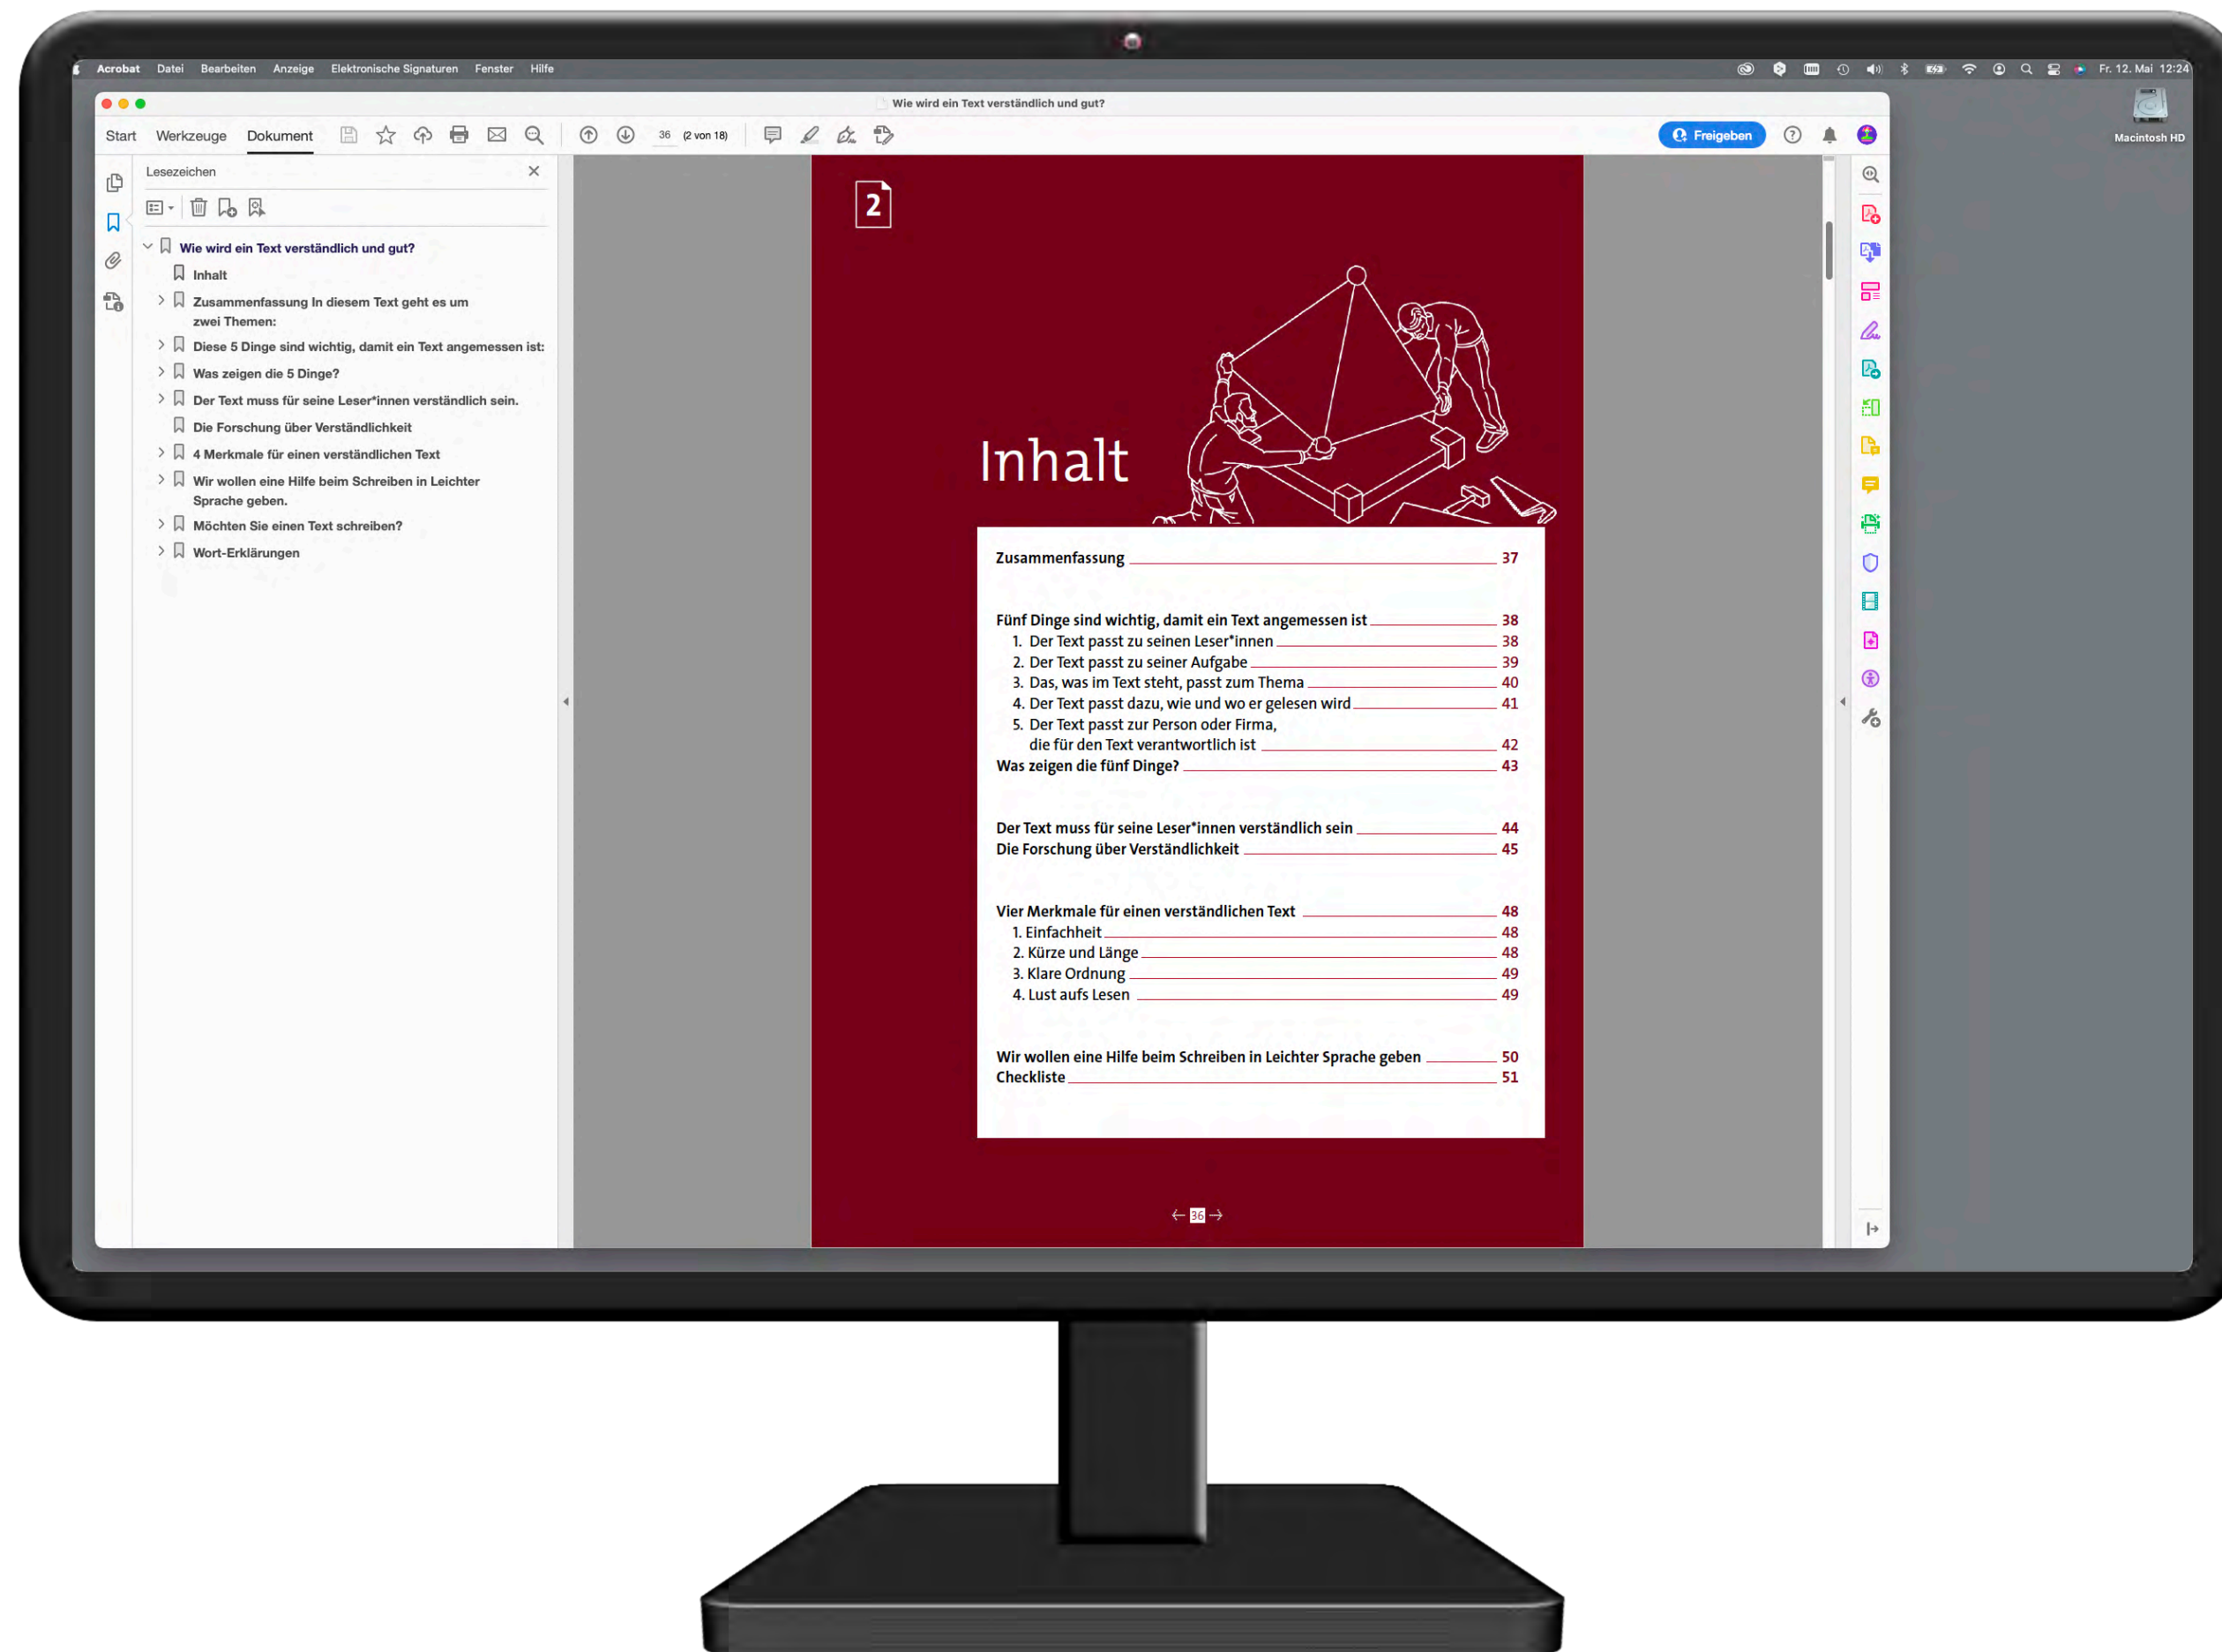 Acrobat Datei Bearbeiten Anzeige Elektronische Signaturen Fenster Hilfe
Fr. 12. Mai 12:24
Macintosh HD
Wie wird ein Text verständlich und gut?
Start Werkzeuge Dokument
36 (2 von 18)
Freigeben
Lesezeichen
Wie wird ein Text verständlich und gut?
Inhalt
Zusammenfassung In diesem Text geht es um
zwei Themen:
Diese 5 Dinge sind wichtig, damit ein Text angemessen ist:
Was zeigen die 5 Dinge?
Der Text muss für seine Leser*innen verständlich sein.
Die Forschung über Verständlichkeit
4 Merkmale für einen verständlichen Text
Wir wollen eine Hilfe beim Schreiben in Leichter
Sprache geben.
Möchten Sie einen Text schreiben?
Wort-Erklärungen
2
Inhalt
Zusammenfassung 37
Fünf Dinge sind wichtig, damit ein Text angemessen ist 38
1. Der Text passt zu seinen Leser*innen 38
2. Der Text passt zu seiner Aufgabe 39
3. Das, was im Text steht, passt zum Thema 40
4. Der Text passt dazu, wie und wo er gelesen wird 41
5. Der Text passt zur Person oder Firma,
die für den Text verantwortlich ist 42
Was zeigen die fünf Dinge? 43
Der Text muss für seine Leser*innen verständlich sein 44
Die Forschung über Verständlichkeit 45
Vier Merkmale für einen verständlichen Text 48
1. Einfachheit 48
2. Kürze und Länge 48
3. Klare Ordnung 49
4. Lust aufs Lesen 49
Wir wollen eine Hilfe beim Schreiben in Leichter Sprache geben 50
Checkliste 51
← 36 →